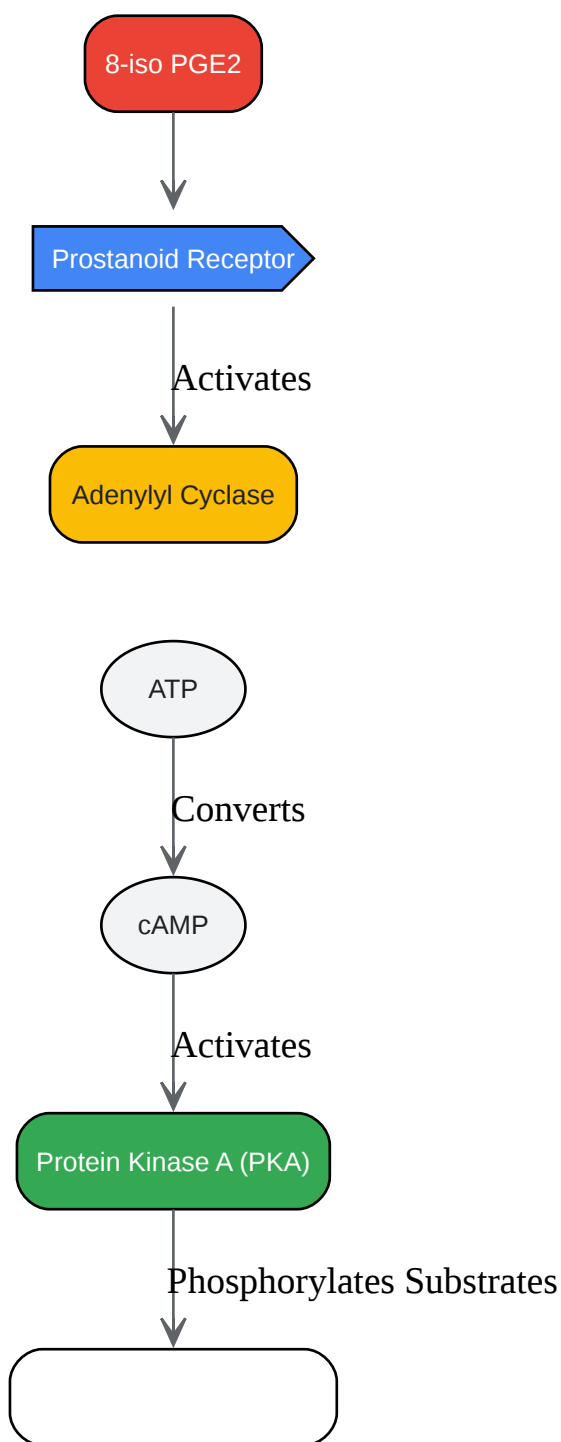 8-iso PGE2
Prostanoid Receptor
Activates
Adenylyl Cyclase
ATP
Converts
cAMP
Activates
Protein Kinase A (PKA)
Phosphorylates Substrates